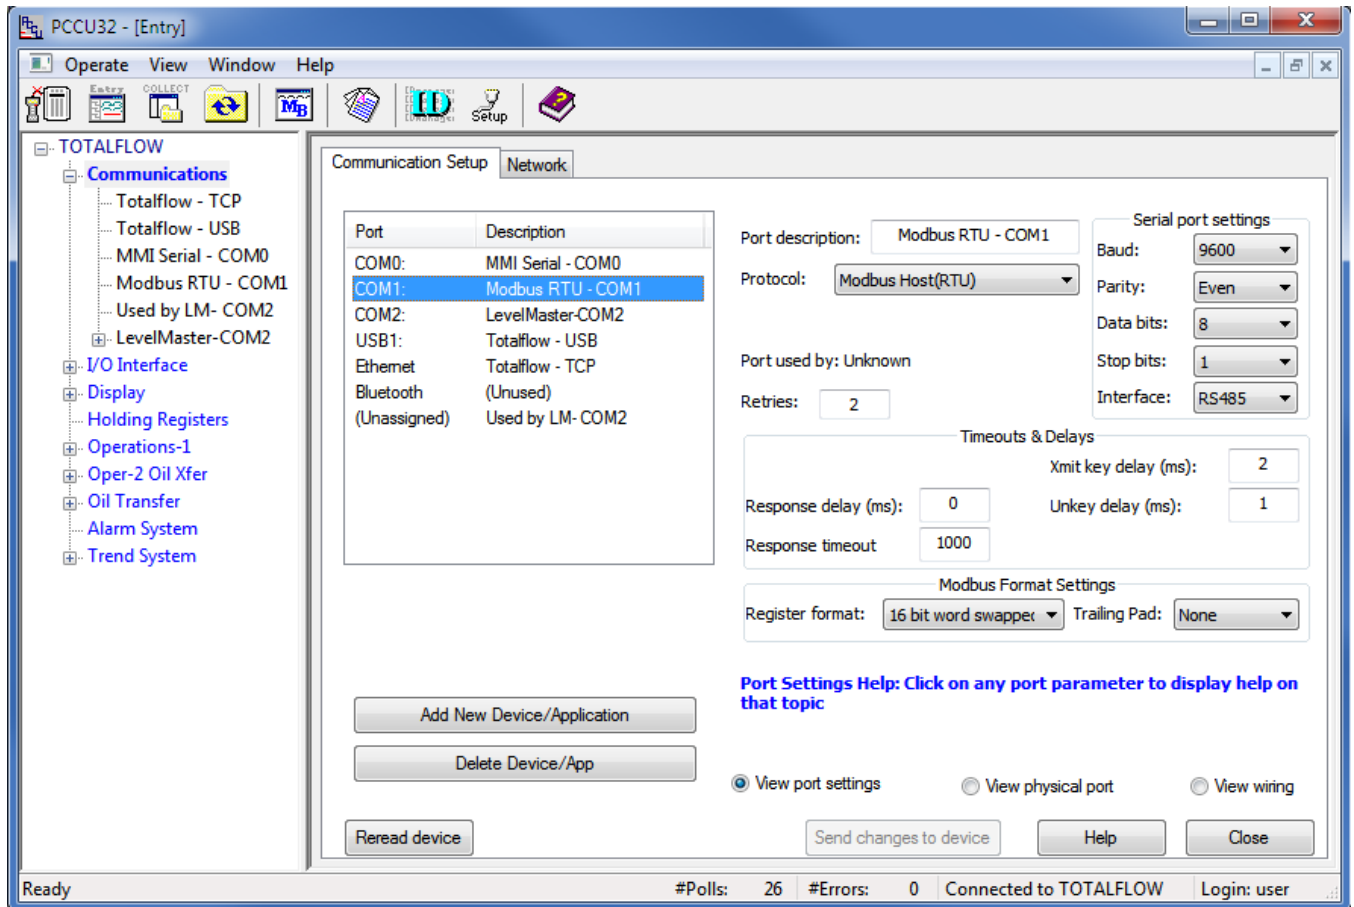 PCCU32 - [Entry]
Operate View Window Help
Entry
COLLECT
MB
ID
Setup
TOTALFLOW
Communications
Totalflow - TCP
Totalflow - USB
MMI Serial - COM0
Modbus RTU - COM1
Used by LM- COM2
LevelMaster-COM2
I/O Interface
Display
Holding Registers
Operations-1
Oper-2 Oil Xfer
Oil Transfer
Alarm System
Trend System
Communication Setup Network
Port Description
COM0: MMI Serial - COM0
COM1: Modbus RTU - COM1
COM2: LevelMaster-COM2
USB1: Totalflow - USB
Ethernet Totalflow - TCP
Bluetooth (Unused)
(Unassigned) Used by LM- COM2
Add New Device/Application
Delete Device/App
Reread device
Port description: Modbus RTU - COM1
Protocol: Modbus Host(RTU)
Port used by: Unknown
Retries: 2
Serial port settings
Baud: 9600
Parity: Even
Data bits: 8
Stop bits: 1
Interface: RS485
Timeouts & Delays
Xmit key delay (ms): 2
Response delay (ms): 0 Unkey delay (ms): 1
Response timeout 1000
Modbus Format Settings
Register format: 16 bit word swapped Trailing Pad: None
Port Settings Help: Click on any port parameter to display help on
that topic
View port settings View physical port View wiring
Send changes to device Help Close
Ready #Polls: 26 #Errors: 0 Connected to TOTALFLOW Login: user